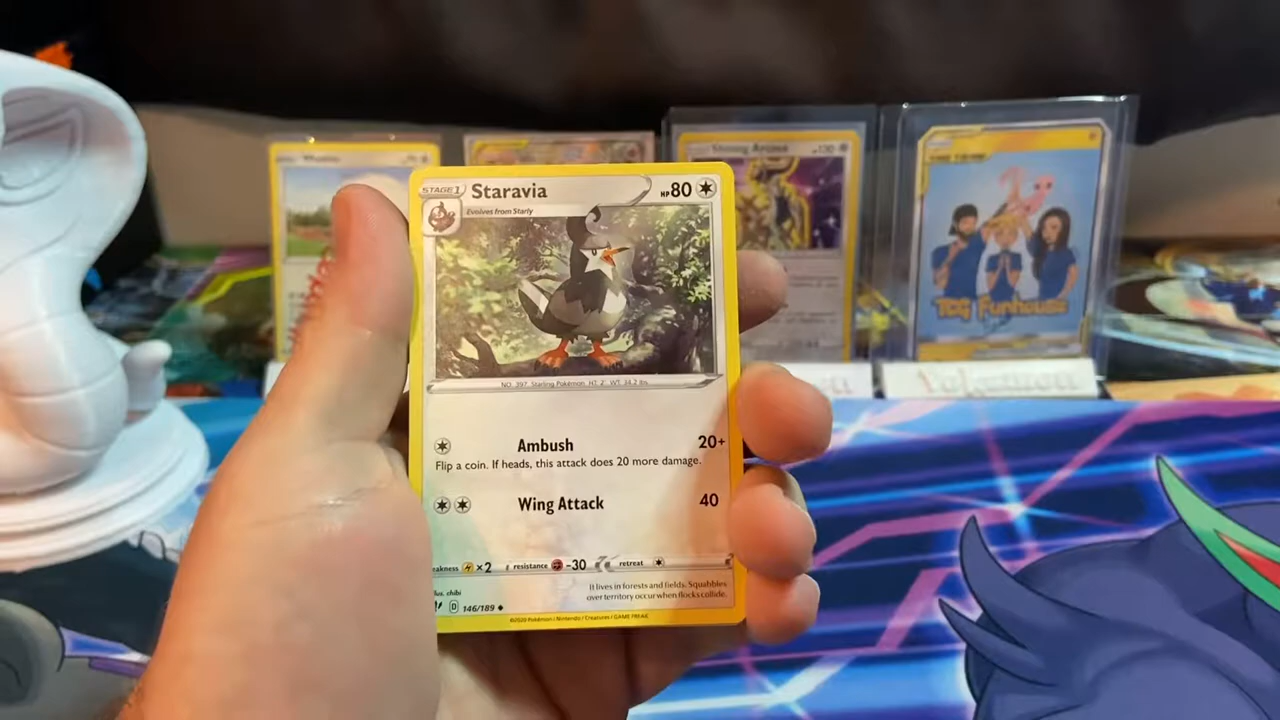 STAGE 1 Staravia HP 80
Evolves from Starly
NO. 397 Starling Pokémon HT: 2' WT: 34.2 lbs.
Ambush 20+
Flip a coin. If heads, this attack does 20 more damage.
Wing Attack 40
akness ×2 resistance -30 retreat
It lives in forests and fields. Squabbles
over territory occur when flocks collide.
llus. chibi
D 146/189
©2020 Pokémon / Nintendo / Creatures / GAME FREAK
TCG Funhouse